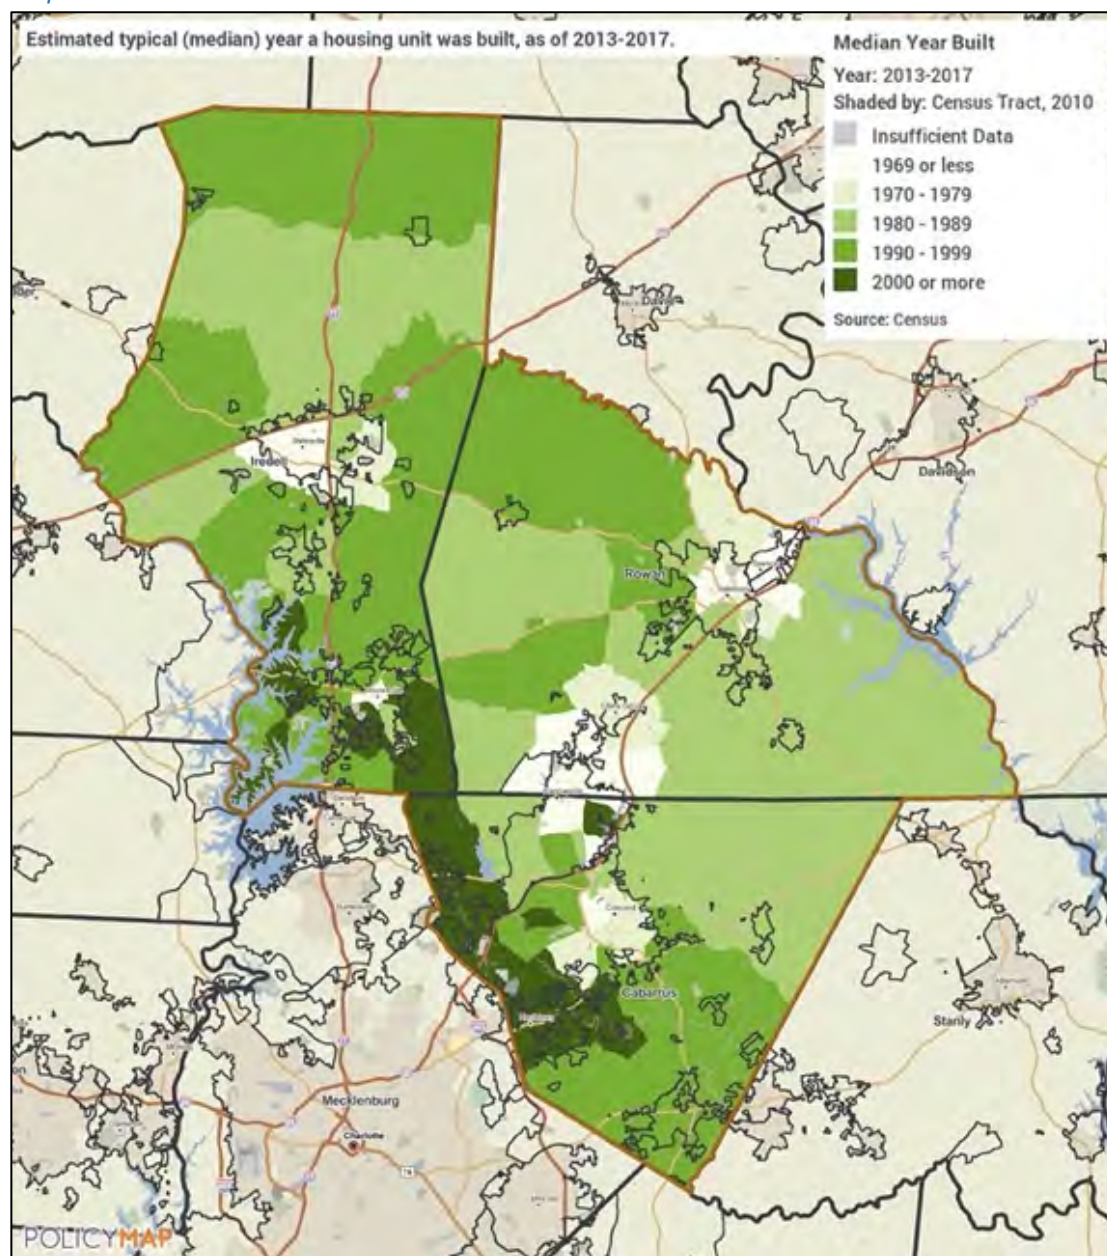 Estimated typical (median) year a housing unit was built, as of 2013-2017.
Median Year Built
Year: 2013-2017
Shaded by: Census Tract, 2010
Insufficient Data
1969 or less
1970 - 1979
1980 - 1989
1990 - 1999
2000 or more
Source: Census
Davie
Iredell
Davidson
Rowan
Concord
Cabarrus
Stanly
Mecklenburg
Charlotte
POLICYMAP